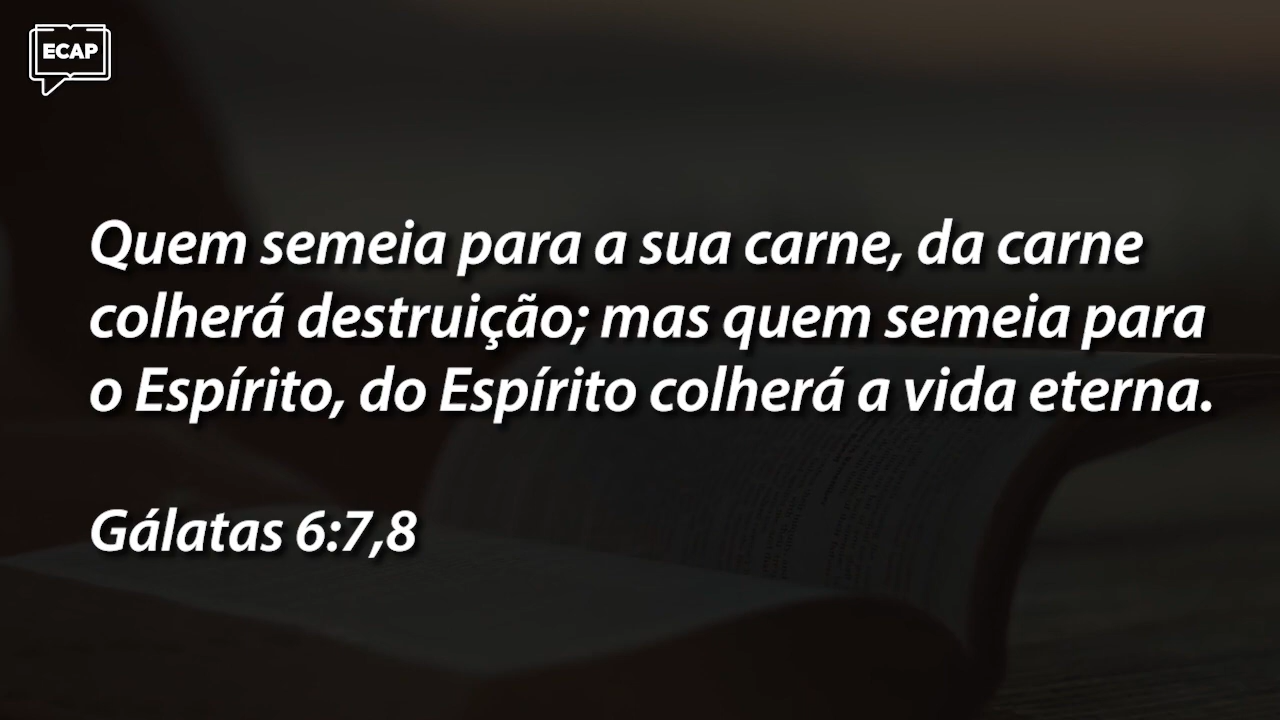 ECAP
Quem semeia para a sua carne, da carne
colherá destruição; mas quem semeia para
o Espírito, do Espírito colherá a vida eterna.
Gálatas 6:7,8